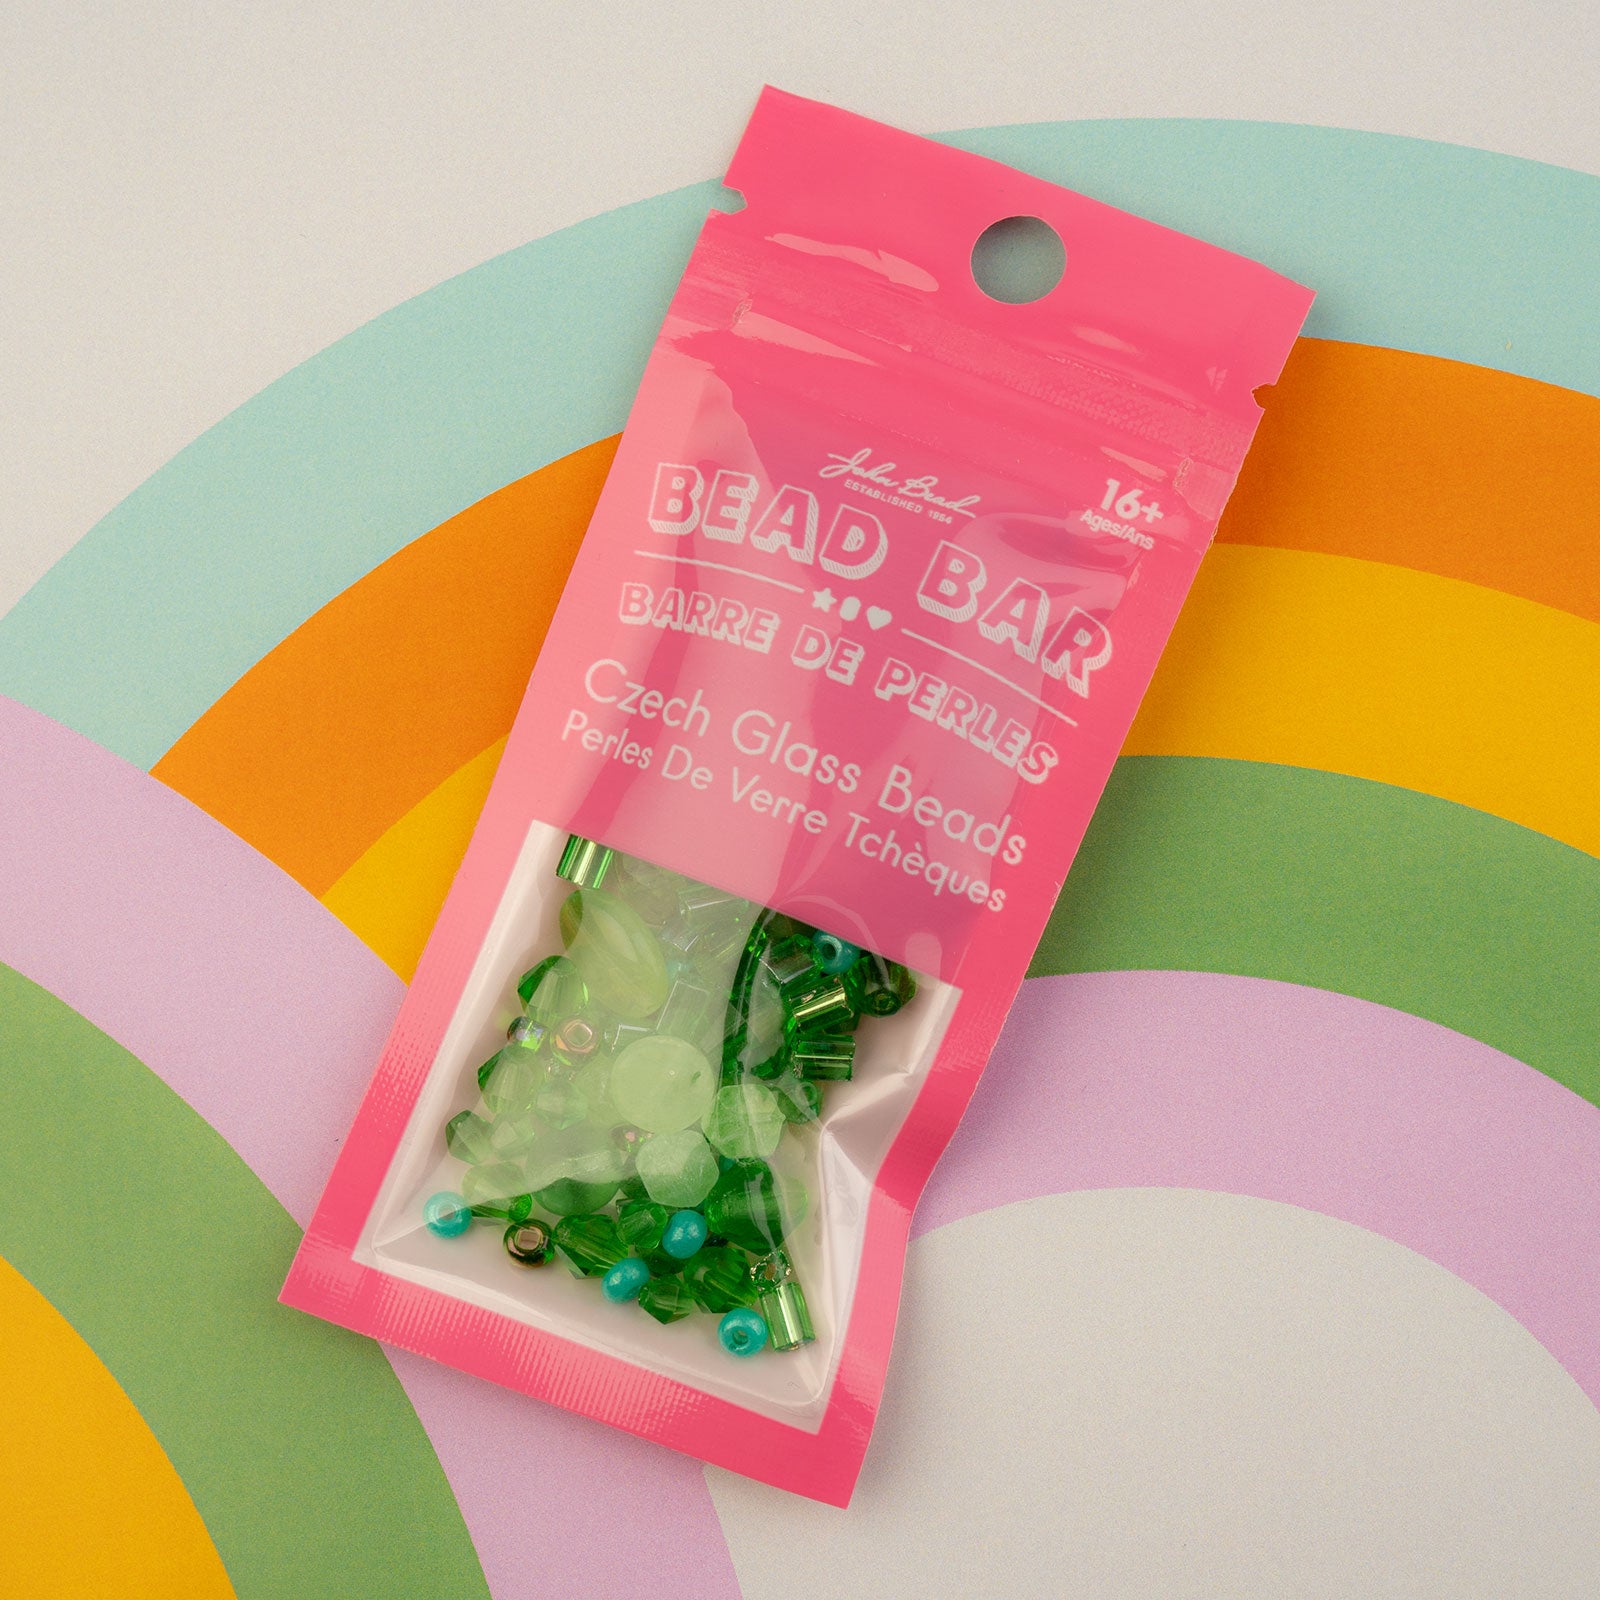 John Bead
ESTABLISHED 1954
16+
Ages/Ans
BEAD BAR
BARRE DE PERLES
Czech Glass Beads
Perles De Verre Tchèques